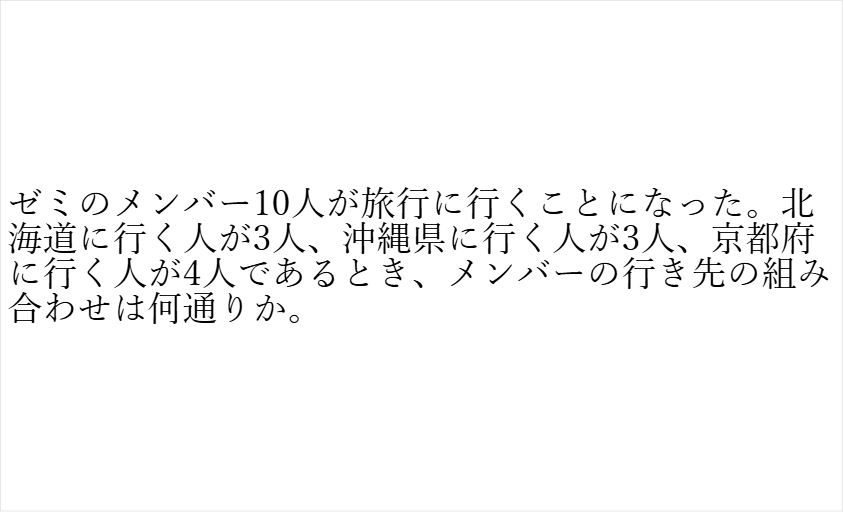 ゼミのメンバー10人が旅行に行くことになった。北
海道に行く人が3人、沖縄県に行く人が3人、京都府
に行く人が4人であるとき、メンバーの行き先の組み
合わせは何通りか。